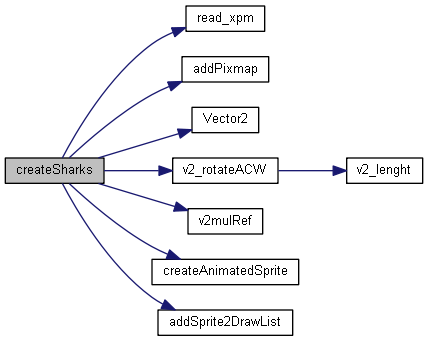 read_xpm
addPixmap
Vector2
createSharks
v2_rotateACW
v2_lenght
v2mulRef
createAnimatedSprite
addSprite2DrawList